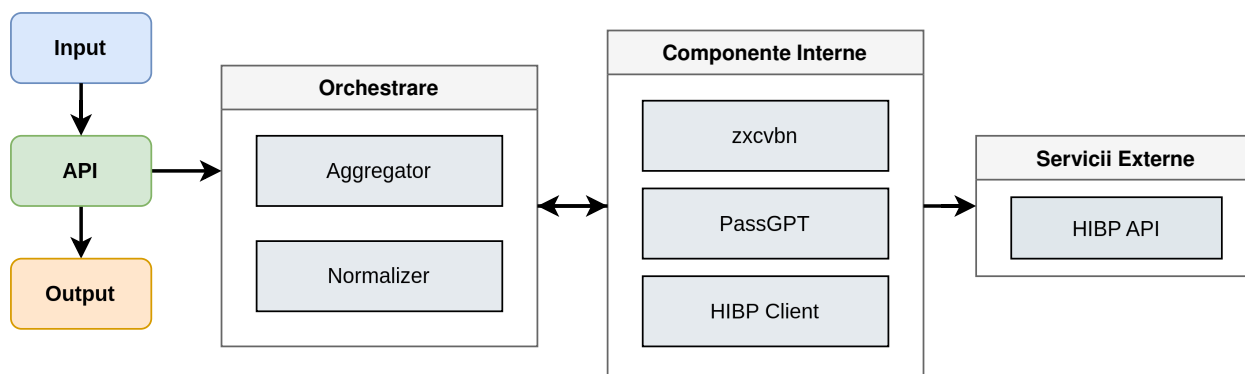 Input
API
Output
Orchestrare
Aggregator
Normalizer
Componente Interne
zxcvbn
PassGPT
HIBP Client
Servicii Externe
HIBP API